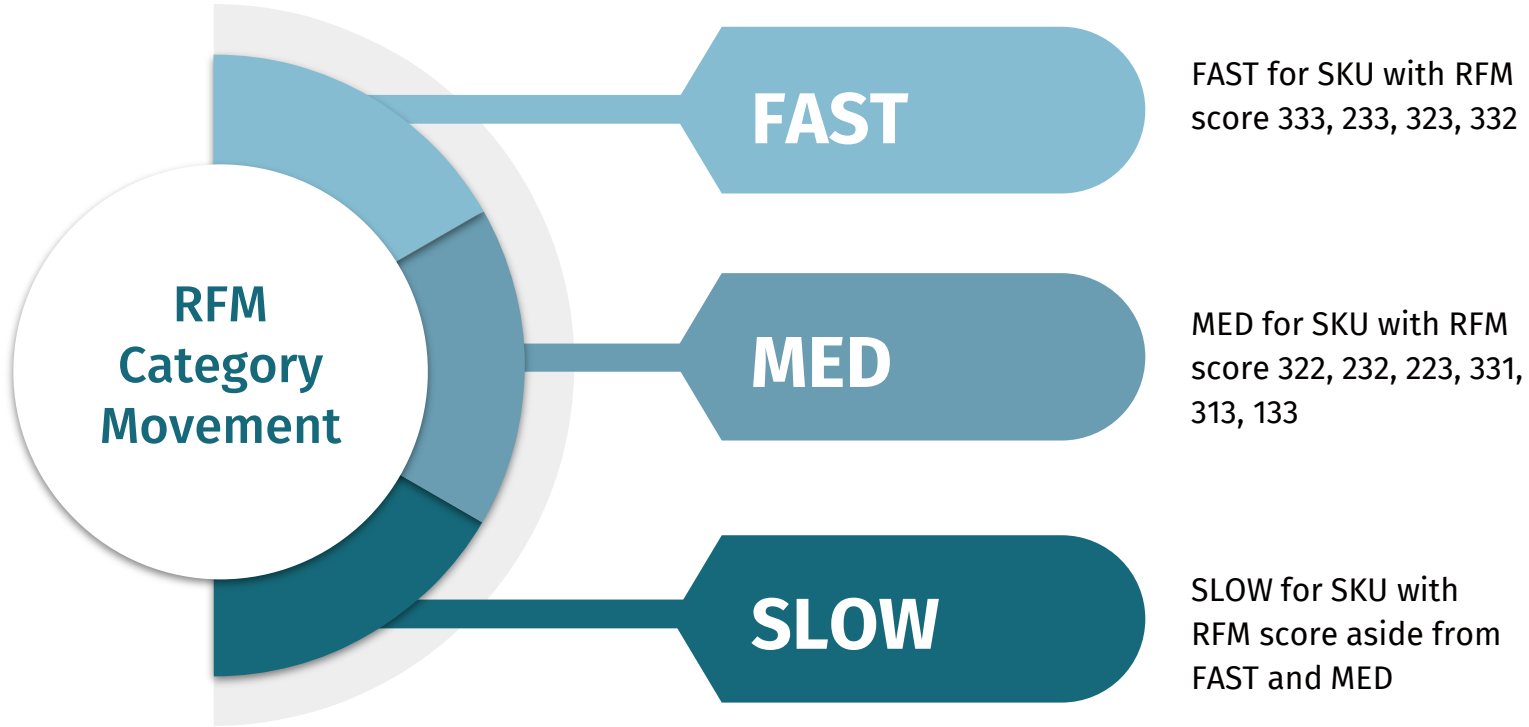 RFM
Category
Movement
FAST
FAST for SKU with RFM
score 333, 233, 323, 332
MED
MED for SKU with RFM
score 322, 232, 223, 331,
313, 133
SLOW
SLOW for SKU with
RFM score aside from
FAST and MED